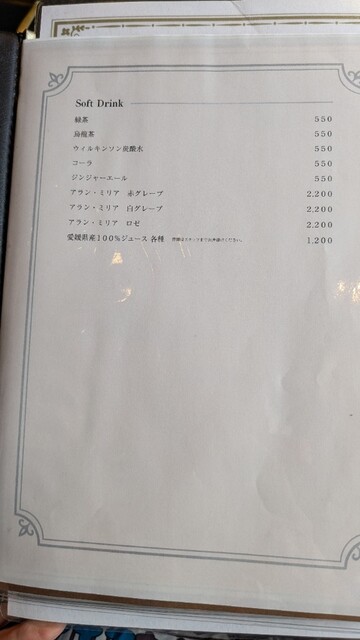 Soft Drink
緑茶 550
烏龍茶 550
ウィルキンソン炭酸水 550
コーラ 550
ジンジャーエール 550
アラン・ミリア 赤グレープ 2,200
アラン・ミリア 白グレープ 2,200
アラン・ミリア ロゼ 2,200
愛媛県産100%ジュース 各種 1,200